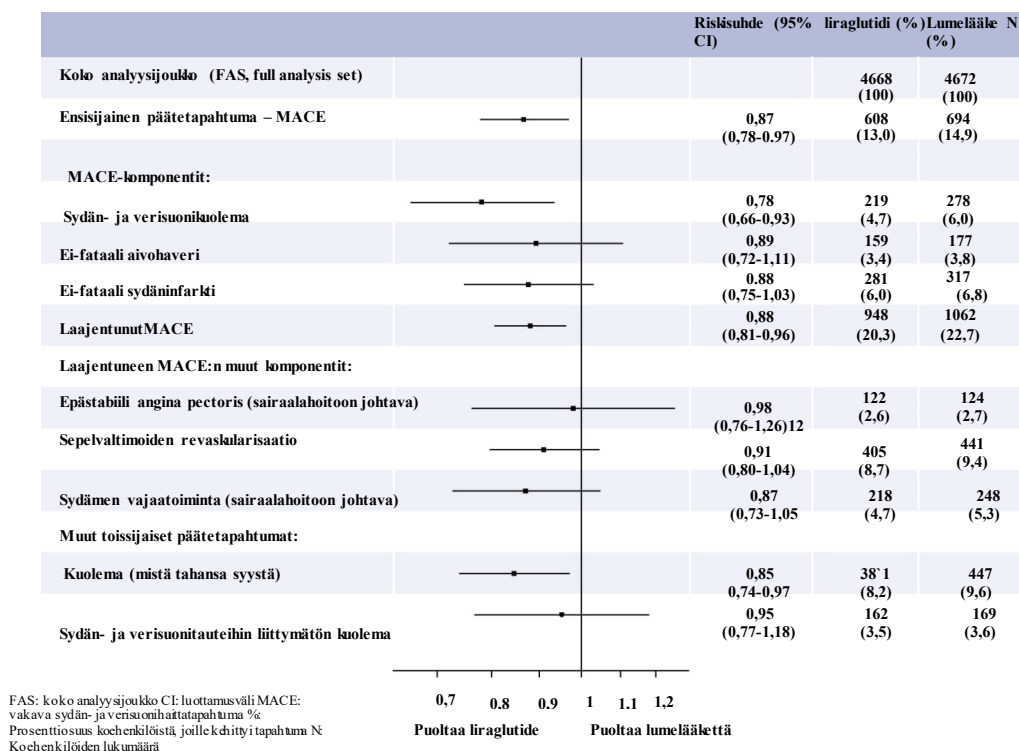 Riskisuhde (95% CI) liraglutidi (%) Lumelääke N (%)
Koko analyysijoukko (FAS, full analysis set) 4668 4672
(100) (100)
Ensisijainen päätetapahtuma – MACE 0,87 608 694
(0,78-0.97) (13,0) (14,9)
MACE-komponentit:
Sydän- ja verisuonikuolema 0,78 219 278
(0,66-0,93) (4,7) (6,0)
Ei-fataali aivohaveri 0,89 159 177
(0,72-1,11) (3,4) (3,8)
Ei-fataali sydäninfarkti 0.88 281 317
(0,75-1,03) (6,0) (6,8)
Laajentunut MACE 0,88 948 1062
(0,81-0,96) (20,3) (22,7)
Laajentuneen MACE:n muut komponentit:
Epästabiili angina pectoris (sairaalahoitoon johtava) 0,98 122 124
(0,76-1,26)12 (2,6) (2,7)
Sepelvaltimoiden revaskularisaatio 0,91 405 441
(0,80-1,04) (8,7) (9,4)
Sydämen vajaatoiminta (sairaalahoitoon johtava) 0,87 218 248
(0,73-1,05 (4,7) (5,3)
Muut toissijaiset päätetapahtumat:
Kuolema (mistä tahansa syystä) 0,85 38`1 447
0,74-0,97 (8,2) (9,6)
Sydän- ja verisuonitauteihin liittymätön kuolema 0,95 162 169
(0,77-1,18) (3,5) (3,6)
0,7 0.8 0.9 1 1.1 1,2
Puoltaa liraglutide Puoltaa lumelääkettä
FAS: koko analyysijoukko CI: luottamusväli MACE:
vakava sydän- ja verisuonihaittatapahtuma %:
Prosenttiosuus koehenkilöistä, joille kehittyi tapahtuma N:
Koehenkilöiden lukumäärä